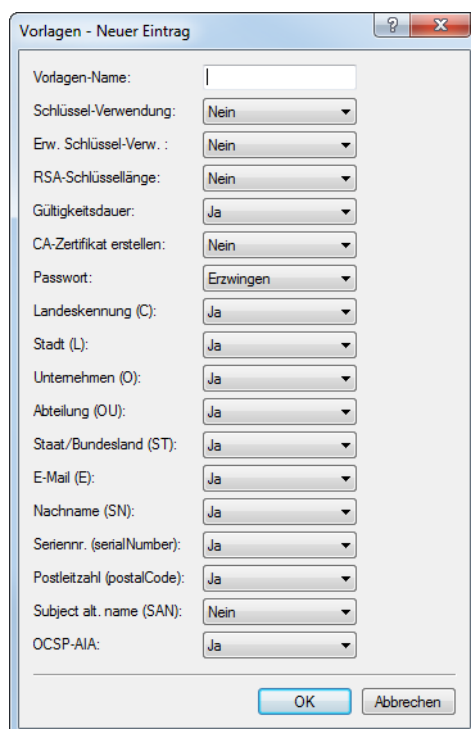 Vorlagen - Neuer Eintrag
Vorlagen-Name:
Schlüssel-Verwendung: Nein
Erw. Schlüssel-Verw. : Nein
RSA-Schlüssellänge: Nein
Gültigkeitsdauer: Ja
CA-Zertifikat erstellen: Nein
Passwort: Erzwingen
Landeskennung (C): Ja
Stadt (L): Ja
Unternehmen (O): Ja
Abteilung (OU): Ja
Staat/Bundesland (ST): Ja
E-Mail (E): Ja
Nachname (SN): Ja
Seriennr. (serialNumber): Ja
Postleitzahl (postalCode): Ja
Subject alt. name (SAN): Nein
OCSP-AIA: Ja
OK Abbrechen